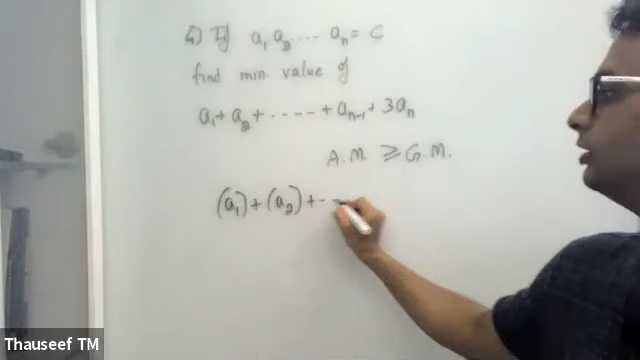 4) If a₁ a₂ ···· aₙ = C
find min. value of
a₁ + a₂ + ---- + aₙ₋₁ + 3aₙ
A.M. ≥ G.M.
(a₁) + (a₂) + - -
Thauseef TM